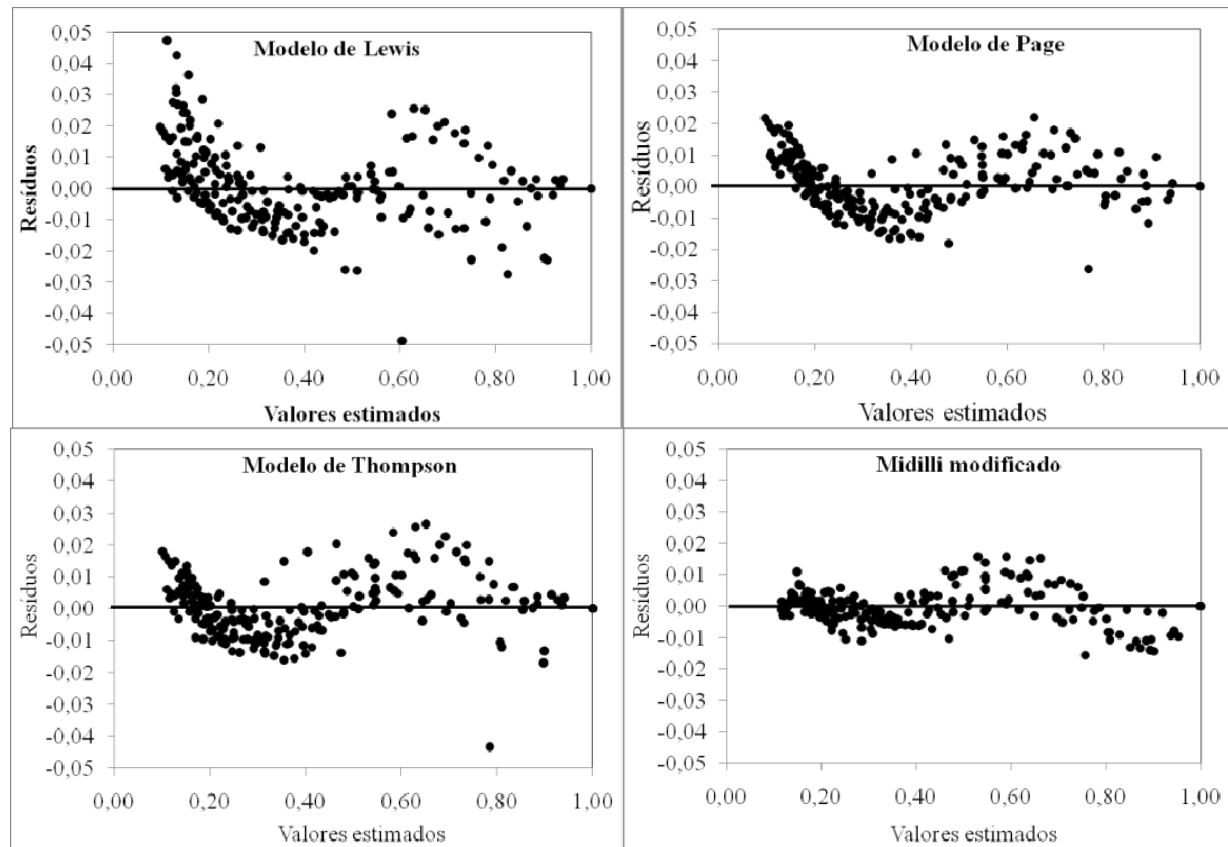 Modelo de Lewis
Resíduos
0,05
0,04
0,03
0,02
0,01
0,00
-0,01
-0,02
-0,03
-0,04
-0,05
0,00 0,20 0,40 0,60 0,80 1,00
Valores estimados
Modelo de Page
Resíduos
0,05
0,04
0,03
0,02
0,01
0,00
-0,01
-0,02
-0,03
-0,04
-0,05
0,00 0,20 0,40 0,60 0,80 1,00
Valores estimados
Modelo de Thompson
Resíduos
0,05
0,04
0,03
0,02
0,01
0,00
-0,01
-0,02
-0,03
-0,04
-0,05
0,00 0,20 0,40 0,60 0,80 1,00
Valores estimados
Midilli modificado
Resíduos
0,05
0,04
0,03
0,02
0,01
0,00
-0,01
-0,02
-0,03
-0,04
-0,05
0,00 0,20 0,40 0,60 0,80 1,00
Valores estimados